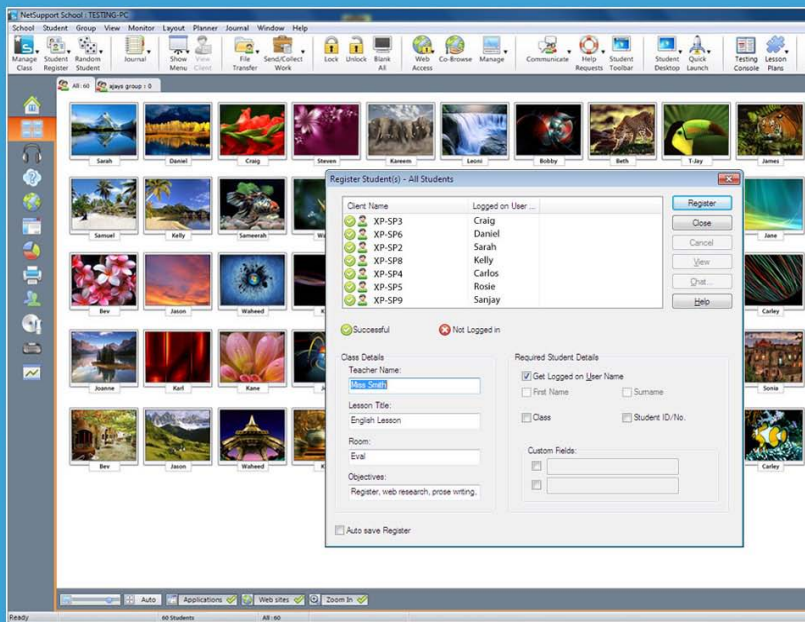 NetSupport School : TESTING-PC
School Student Group View Monitor Layout Planner Journal Window Help
Manage Class
Student Register
Random Student
Journal
Show Menu
View Client
File Transfer
Send/Collect Work
Lock
Unlock
Blank All
Web Access
Co-Browse
Manage
Communicate
Help Requests
Student Toolbar
Student Desktop
Quick Launch
Testing Console
Lesson Plans
All: 60
ajays group : 0
Sarah Daniel Craig Steven Kareem Leoni Bobby Beth T-Jay James
Register Student(s) - All Students
Client Name Logged on User ...
XP-SP3 Craig
XP-SP6 Daniel
XP-SP2 Sarah
XP-SP8 Kelly
XP-SP4 Carlos
XP-SP5 Rosie
XP-SP9 Sanjay
Register
Close
Cancel
View
Chat...
Help
Successful
Not Logged in
Class Details
Teacher Name:
Miss Smith
Lesson Title:
English Lesson
Room:
Eval
Objectives:
Register, web research, prose writing,
Required Student Details
Get Logged on User Name
First Name
Surname
Class
Student ID/No.
Custom Fields:
Auto save Register
Samuel Kelly Sameerah Jane
Bev Jason Waheed Carley
Joanne Karl Kane Sonia
Bev Jason Waheed Carley
Auto Applications Web sites Zoom In
Ready 60 Students All : 60